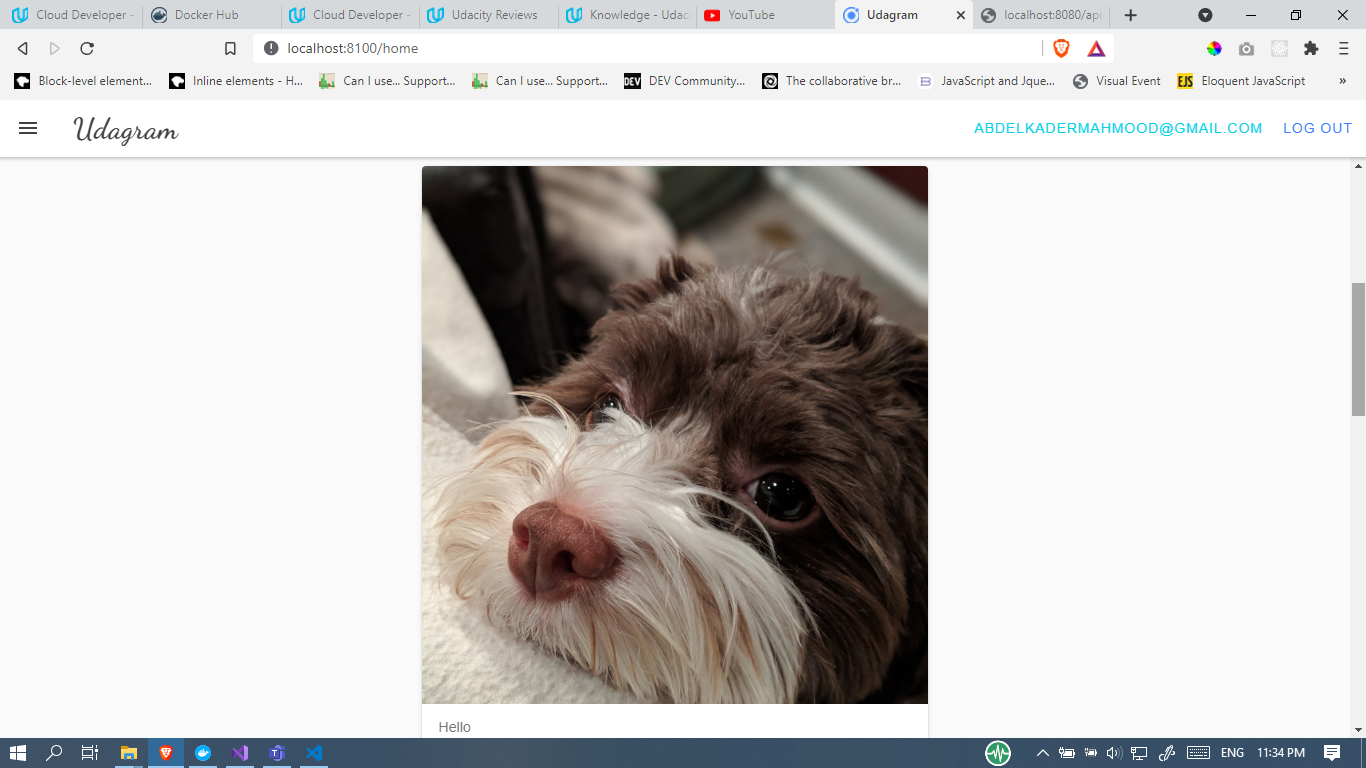 Cloud Developer -
Docker Hub
Cloud Developer -
Udacity Reviews
Knowledge - Udac
YouTube
Udagram
localhost:8080/api
localhost:8100/home
Block-level element...
Inline elements - H...
Can I use... Support...
Can I use... Support...
DEV
DEV Community...
The collaborative br...
B
JavaScript and Jque...
Visual Event
EJS
Eloquent JavaScript
»
Udagram
ABDELKADERMAHMOOD@GMAIL.COM
LOG OUT
Hello
ENG
11:34 PM